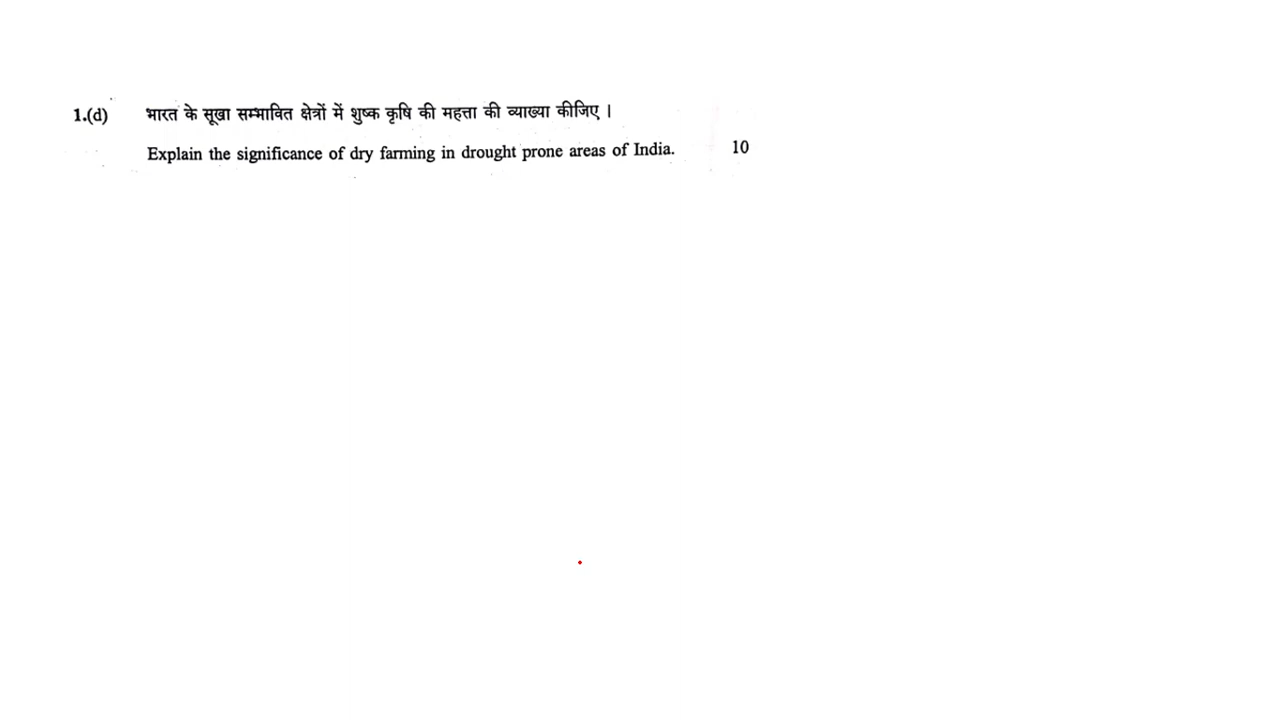 1.(d) भारत के सूखा सम्भावित क्षेत्रों में शुष्क कृषि की महत्ता की व्याख्या कीजिए ।
Explain the significance of dry farming in drought prone areas of India. 10